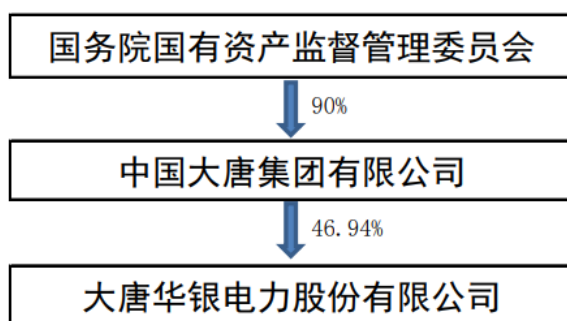 国务院国有资产监督管理委员会
90%
中国大唐集团有限公司
46.94%
大唐华银电力股份有限公司